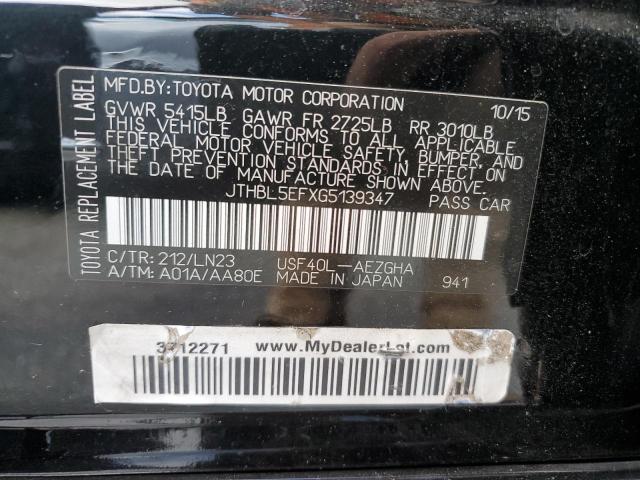 TOYOTA REPLACEMENT LABEL
MFD.BY:TOYOTA MOTOR CORPORATION 10/15
GVWR 5415LB GAWR FR 2725LB RR 3010LB
THIS VEHICLE CONFORMS TO ALL APPLICABLE
FEDERAL MOTOR VEHICLE SAFETY, BUMPER, AND
THEFT PREVENTION STANDARDS IN EFFECT ON
THE DATE OF MANUFACTURE SHOWN ABOVE.
JTHBL5EFXG5139347 PASS CAR
C/TR:212/LN23 USF40L-AEZGHA
A/TM:A01A/AA80E MADE IN JAPAN 941
www.MyDealerLot.com